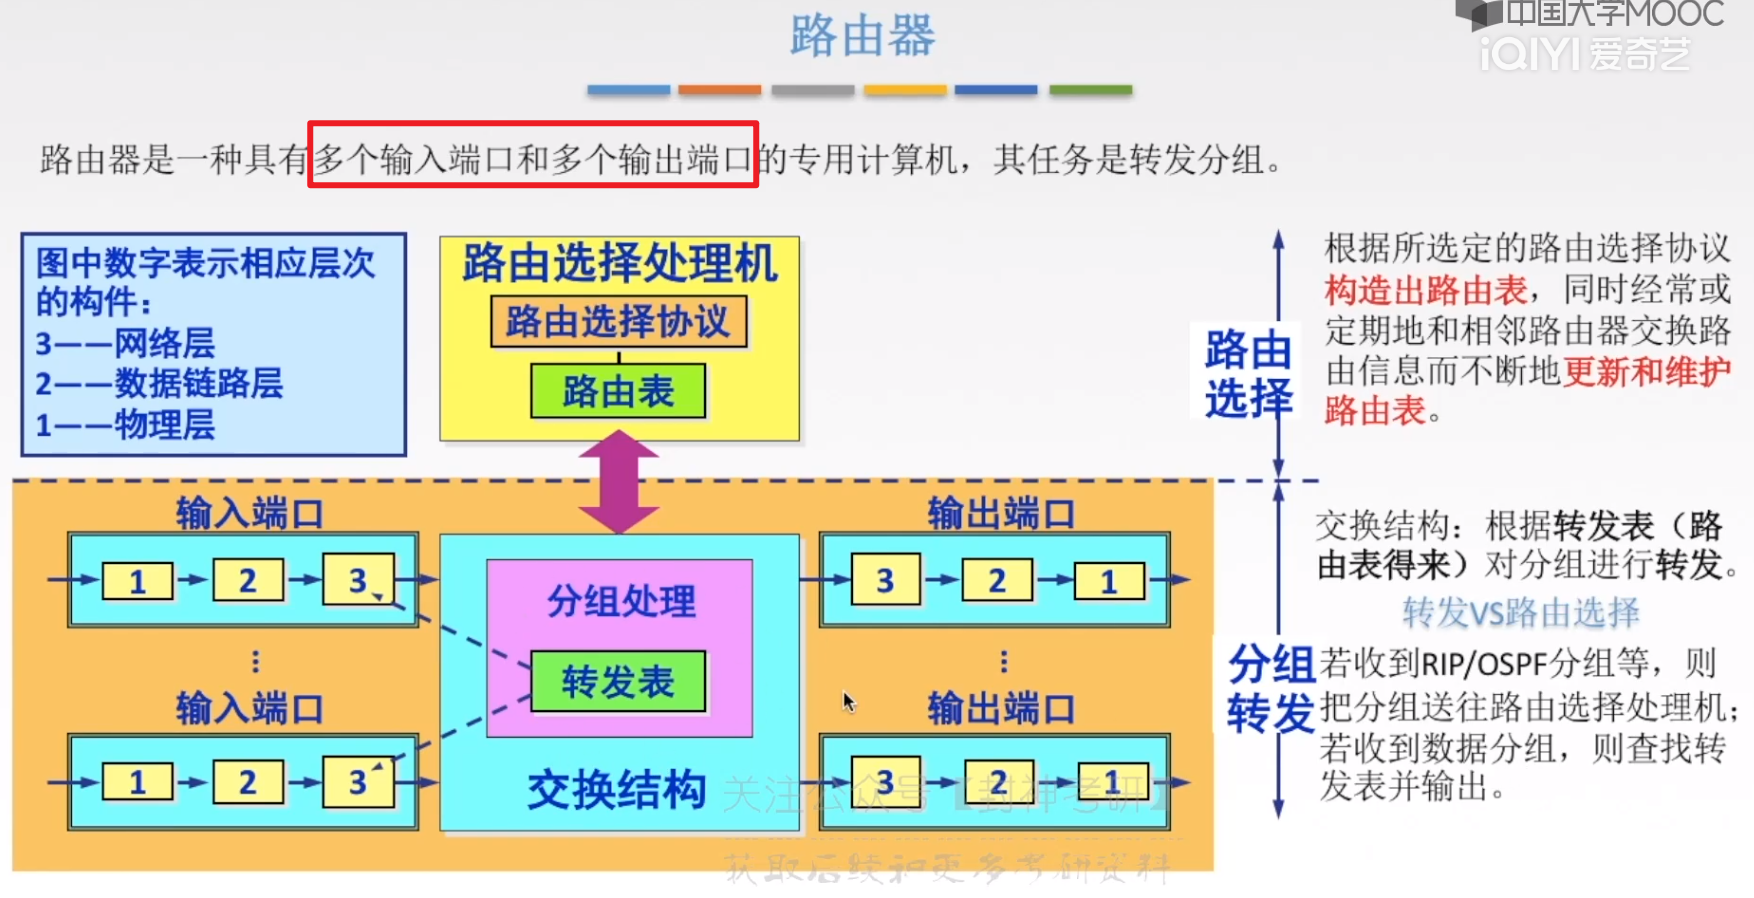 中国大学MOOC
iQIYI 爱奇艺
路由器
路由器是一种具有多个输入端口和多个输出端口的专用计算机，其任务是转发分组。
图中数字表示相应层次
的构件：
3——网络层
2——数据链路层
1——物理层
路由选择处理机
路由选择协议
路由表
路由
选择
根据所选定的路由选择协议
构造出路由表，同时经常或
定期地和相邻路由器交换路
由信息而不断地更新和维护
路由表。
输入端口
1
2
3
⋮
输入端口
1
2
3
分组处理
转发表
交换结构
输出端口
3
2
1
⋮
输出端口
3
2
1
分组
转发
交换结构：根据转发表（路
由表得来）对分组进行转发。
转发VS路由选择
若收到RIP/OSPF分组等，则
把分组送往路由选择处理机；
若收到数据分组，则查找转
发表并输出。
关注公众号【封神考研】
获取后续和更多考研资料